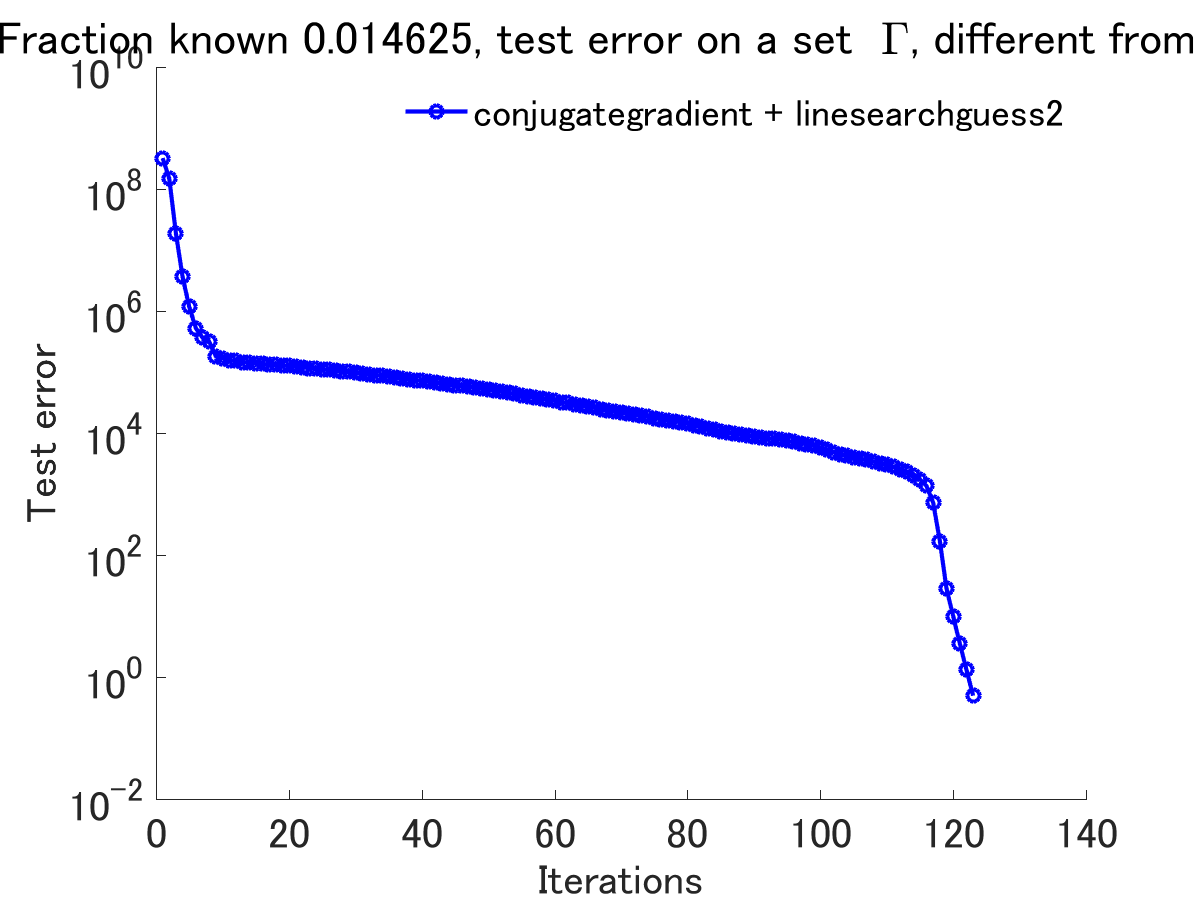 Fraction known 0.014625, test error on a set Γ, different from
10^10
conjugategradient + linesearchguess2
10^8
10^6
10^4
10^2
10^0
10^-2
Test error
0 20 40 60 80 100 120 140
Iterations